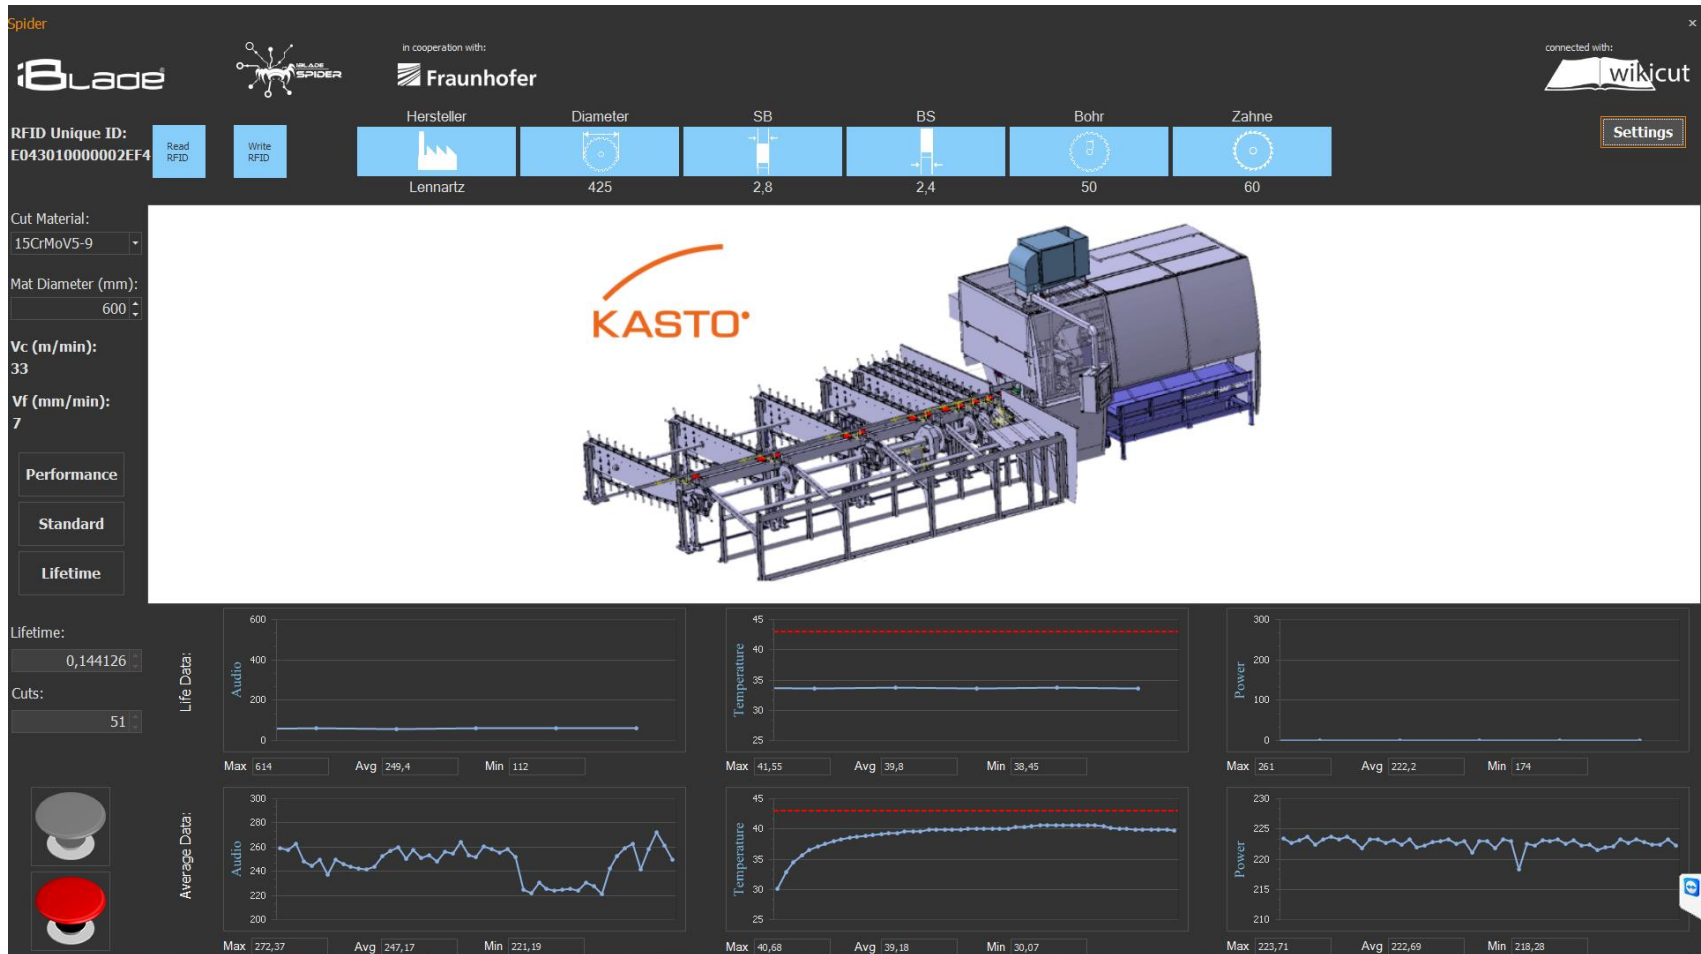 Spider
×
iBLade
iBLADE
SPIDER
in cooperation with:
Fraunhofer
connected with:
wikicut
RFID Unique ID:
E043010000002EF4
Read
RFID
Write
RFID
Hersteller Diameter SB BS Bohr Zahne
Lennartz 425 2,8 2,4 50 60
Settings
Cut Material:
15CrMoV5-9
Mat Diameter (mm):
600
Vc (m/min):
33
Vf (mm/min):
7
Performance
Standard
Lifetime
KASTO
Lifetime:
0,144126
Cuts:
51
Life Data:
Audio
600
400
200
0
Max 614 Avg 249,4 Min 112
Temperature
45
40
35
30
25
Max 41,55 Avg 39,8 Min 38,45
Power
300
200
100
0
Max 261 Avg 222,2 Min 174
Average Data:
Audio
300
280
260
240
220
200
Max 272,37 Avg 247,17 Min 221,19
Temperature
45
40
35
30
25
Max 40,68 Avg 39,18 Min 30,07
Power
230
225
220
215
210
Max 223,71 Avg 222,69 Min 218,28